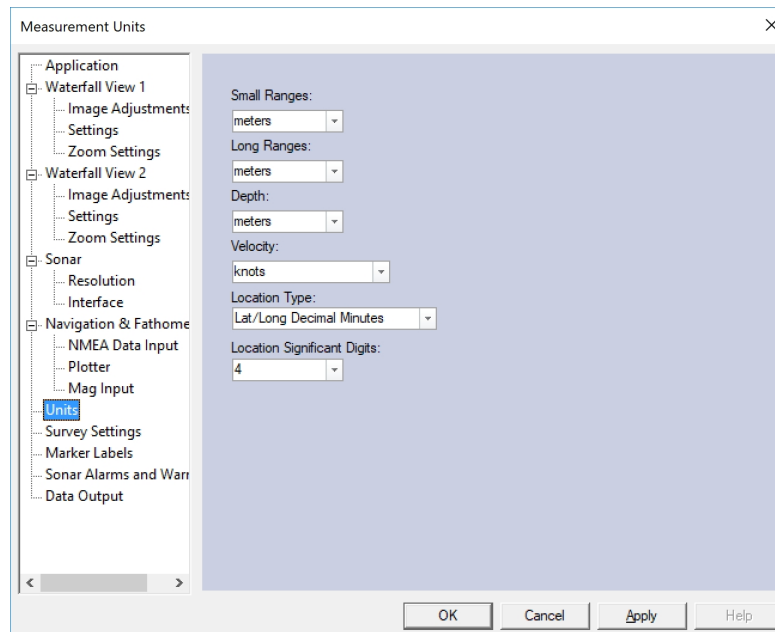 Measurement Units
Application
Waterfall View 1
Image Adjustments
Settings
Zoom Settings
Waterfall View 2
Image Adjustments
Settings
Zoom Settings
Sonar
Resolution
Interface
Navigation & Fathome
NMEA Data Input
Plotter
Mag Input
Units
Survey Settings
Marker Labels
Sonar Alarms and Warr
Data Output
Small Ranges:
meters
Long Ranges:
meters
Depth:
meters
Velocity:
knots
Location Type:
Lat/Long Decimal Minutes
Location Significant Digits:
4
OK
Cancel
Apply
Help